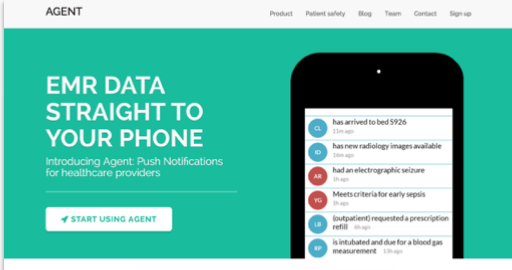 AGENT
Product Patient safety Blog Team Contact Sign up
EMR DATA
STRAIGHT TO
YOUR PHONE
Introducing Agent: Push Notifications
for healthcare providers
START USING AGENT
CL has arrived to bed 5926
11m ago
ID has new radiology images available
16m ago
AR had an electrographic seizure
1h ago
YG Meets criteria for early sepsis
1h ago
LB (outpatient) requested a prescription
refill 6h ago
RP is intubated and due for a blood gas
measurement 13h ago